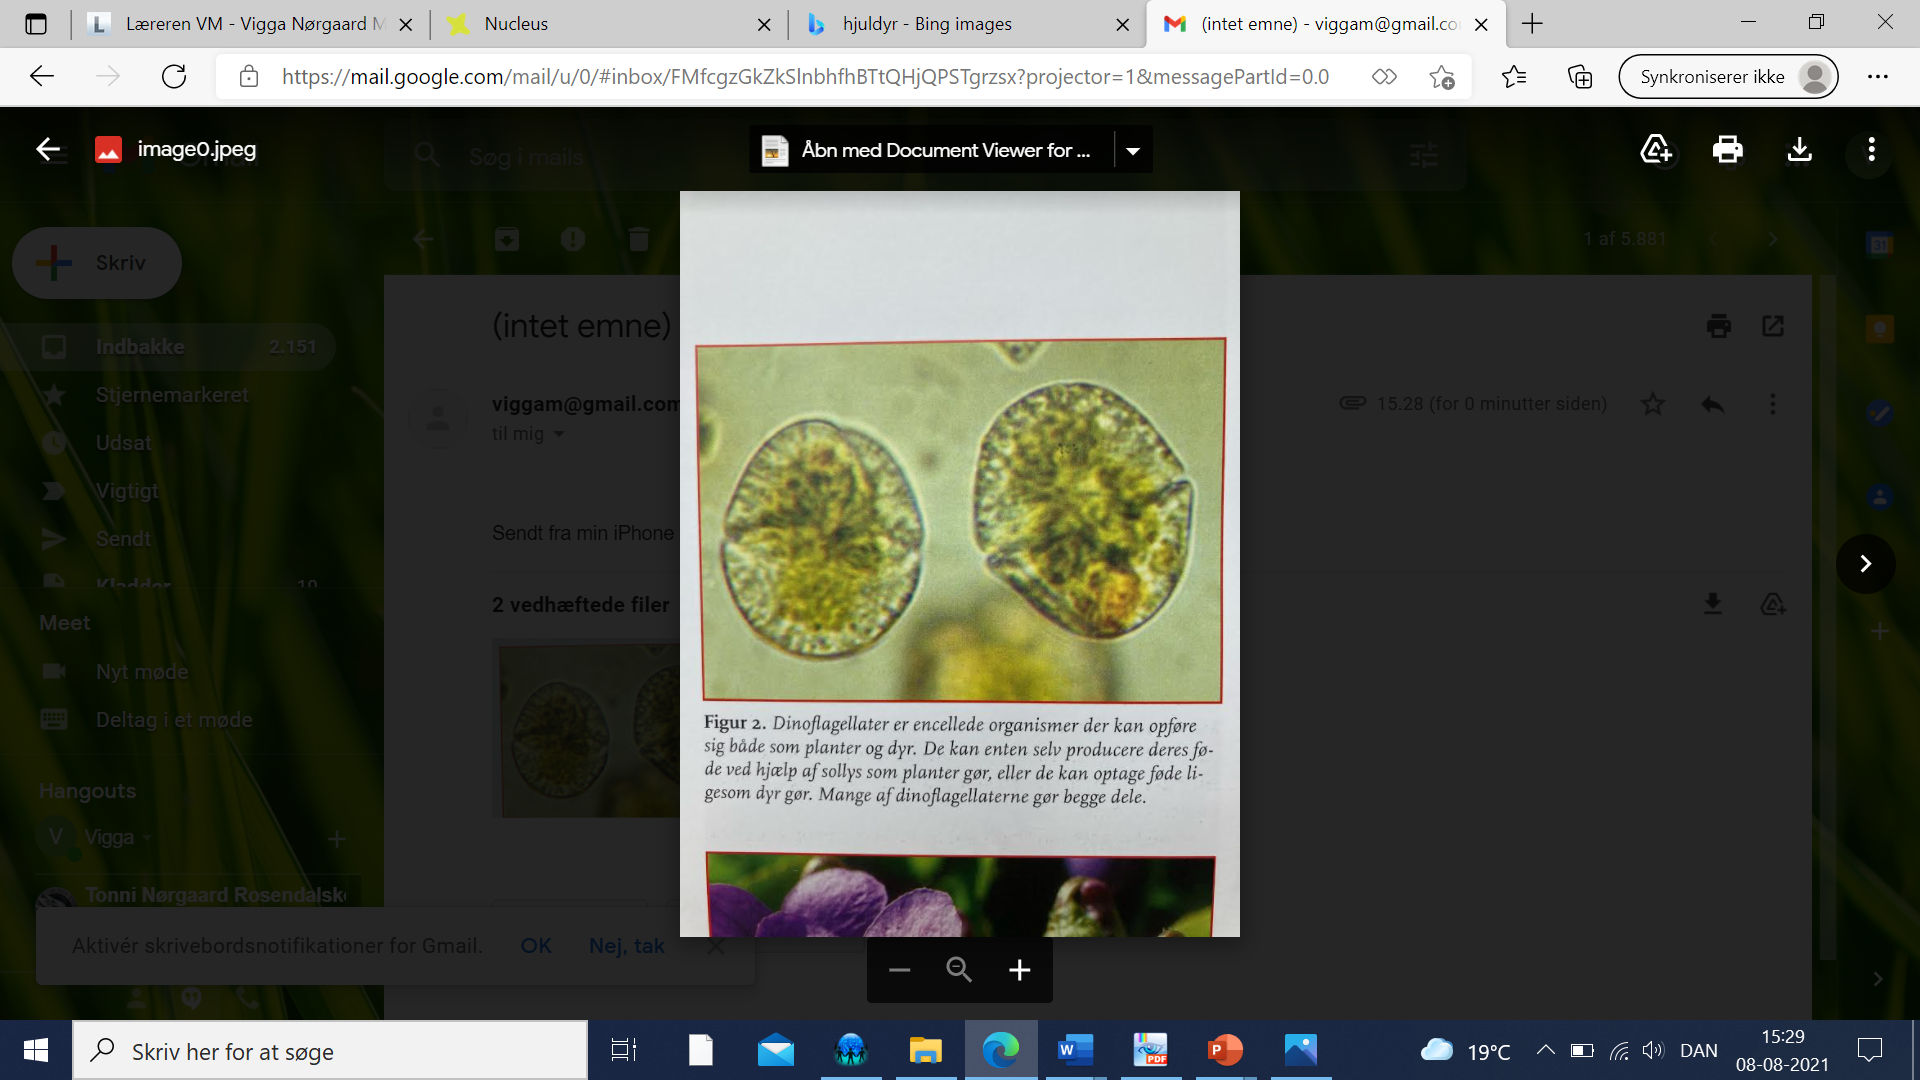 Læreren VM - Vigga Nørgaard M
Nucleus
hjuldyr - Bing images
(intet emne) - viggam@gmail.co
https://mail.google.com/mail/u/0/#inbox/FMfcgzGkZkSlnbhfhBTtQHjQPSTgrzsx?projector=1&messagePartId=0.0
Synkroniserer ikke
image0.jpeg
Søg i mails
Åbn med Document Viewer for ...
Skriv
1 af 5.881
31
(intet emne)
Indbakke 2.151
Stjernemarkeret
viggam@gmail.com
15.28 (for 0 minutter siden)
til mig
Udsat
Vigtigt
Sendt
Sendt fra min iPhone
Kladder 10
2 vedhæftede filer
Meet
Nyt møde
Deltag i et møde
Figur 2. Dinoflagellater er encellede organismer der kan opføre
sig både som planter og dyr. De kan enten selv producere deres fø-
de ved hjælp af sollys som planter gør, eller de kan optage føde li-
gesom dyr gør. Mange af dinoflagellaterne gør begge dele.
Hangouts
V Vigga
Tonni Nørgaard Rosendalsk
Aktivér skrivebordsnotifikationer for Gmail. OK Nej, tak
Skriv her for at søge
W
PDF
P
19°C
DAN
15:29
08-08-2021